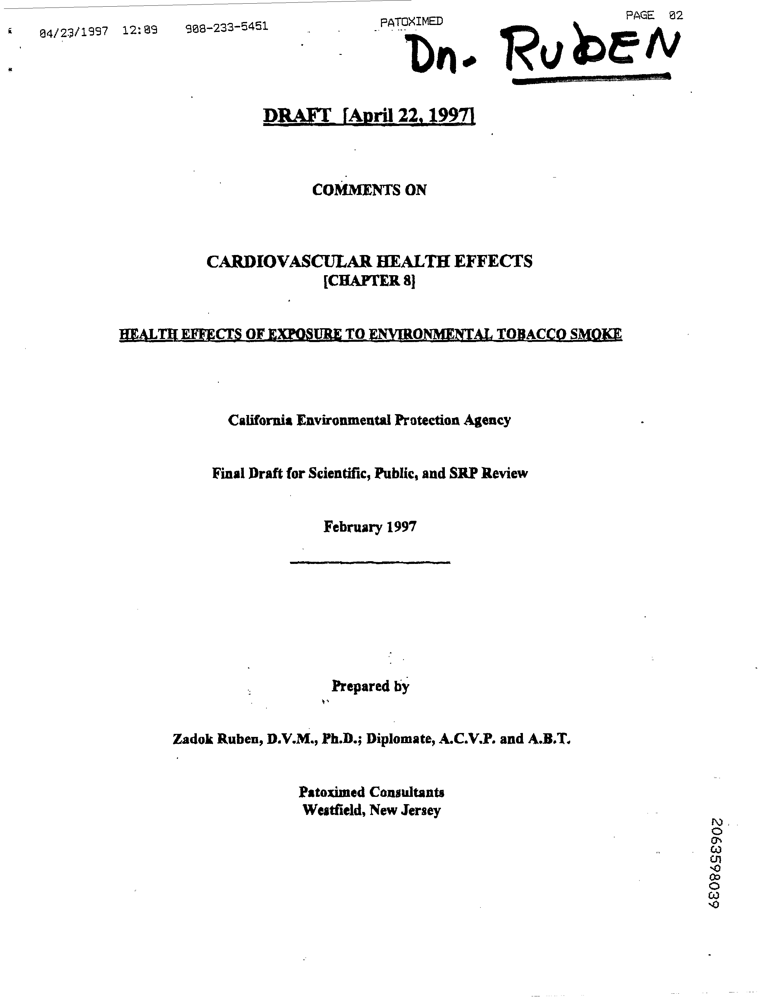 04/23/1997 12:09 908-233-5451 PATOXIMED PAGE 02
Dr. RUBEN
DRAFT [April 22, 1997]
COMMENTS ON
CARDIOVASCULAR HEALTH EFFECTS
[CHAPTER 8]
HEALTH EFFECTS OF EXPOSURE TO ENVIRONMENTAL TOBACCO SMOKE
California Environmental Protection Agency
Final Draft for Scientific, Public, and SRP Review
February 1997
Prepared by
Zadok Ruben, D.V.M., Ph.D.; Diplomate, A.C.V.P. and A.B.T.
Patoximed Consultants
Westfield, New Jersey
2063598039